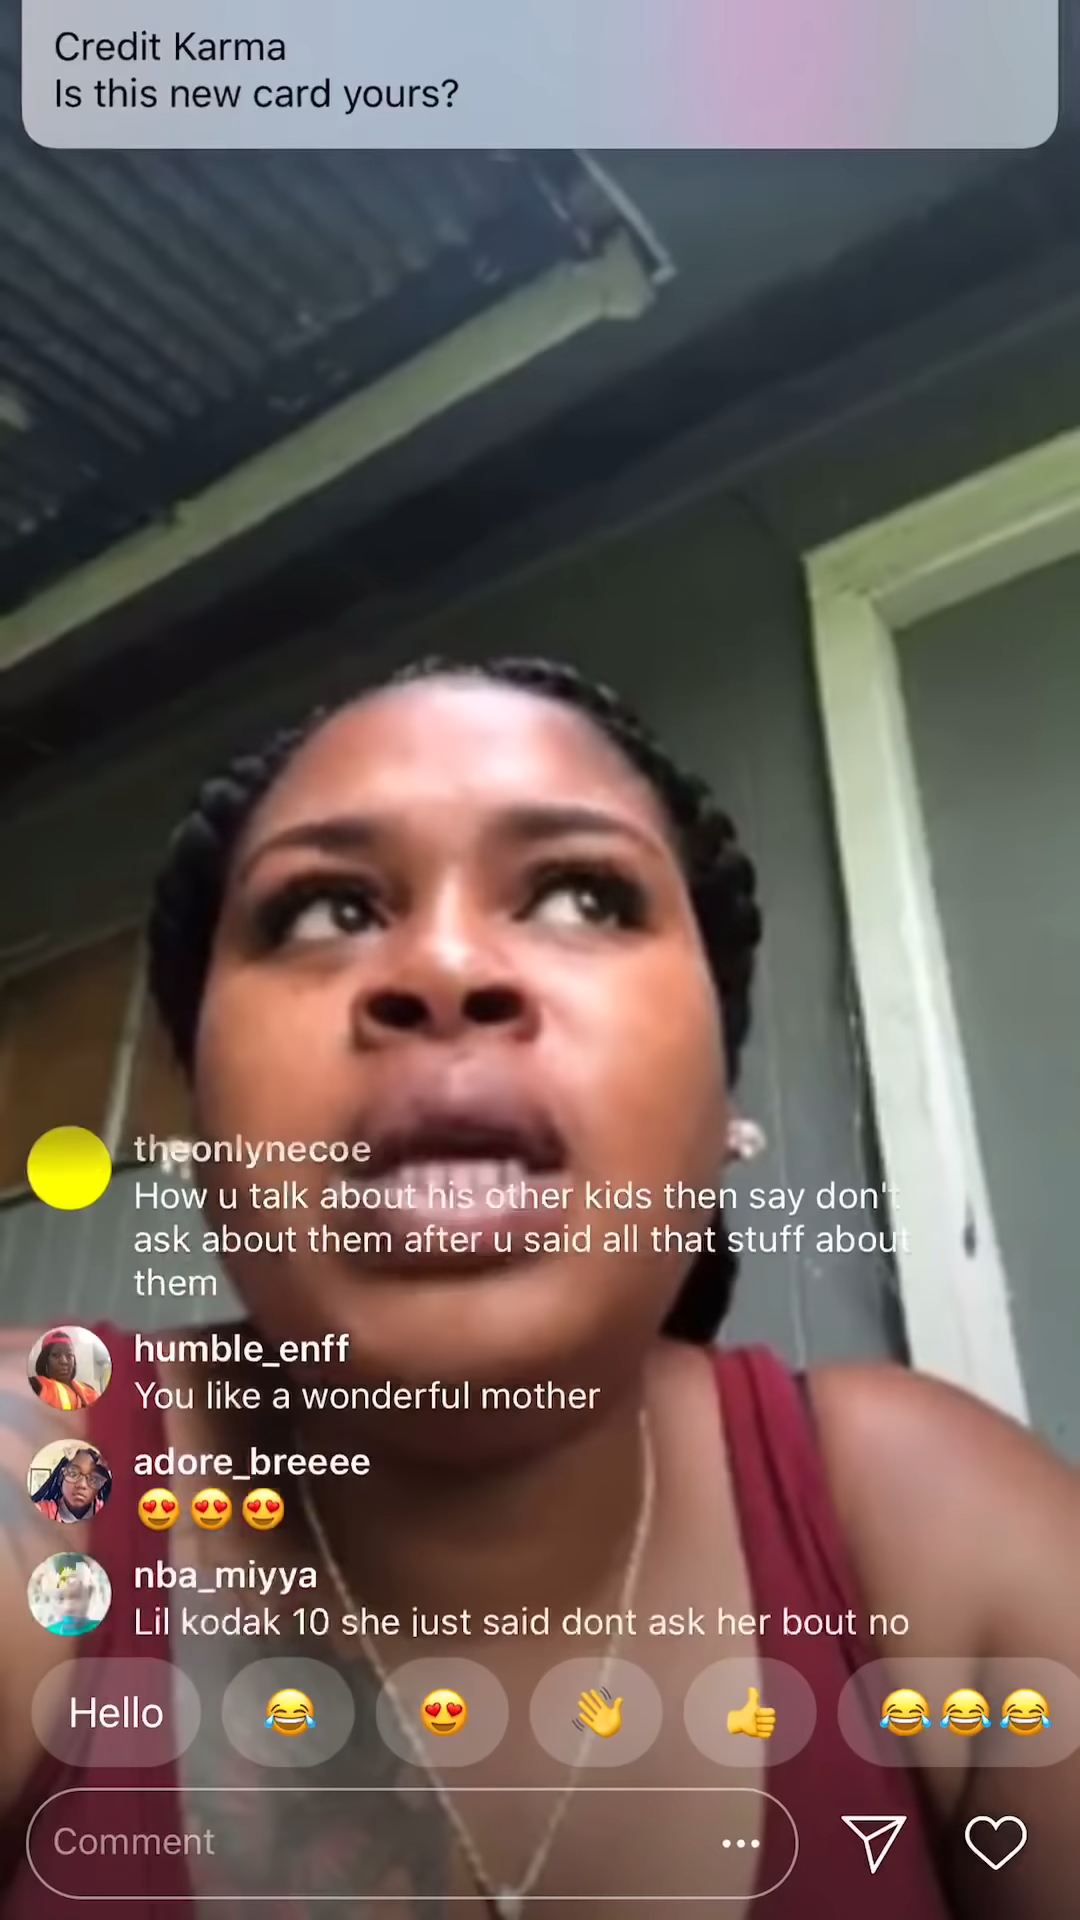 Credit Karma
Is this new card yours?
theonlynecoe
How u talk about his other kids then say don't
ask about them after u said all that stuff about
them
humble_enff
You like a wonderful mother
adore_breeee
😍😍😍
nba_miyya
Lil kodak 10 she just said dont ask her bout no
Hello 😂 😍 👋 👍 😂😂😂
Comment